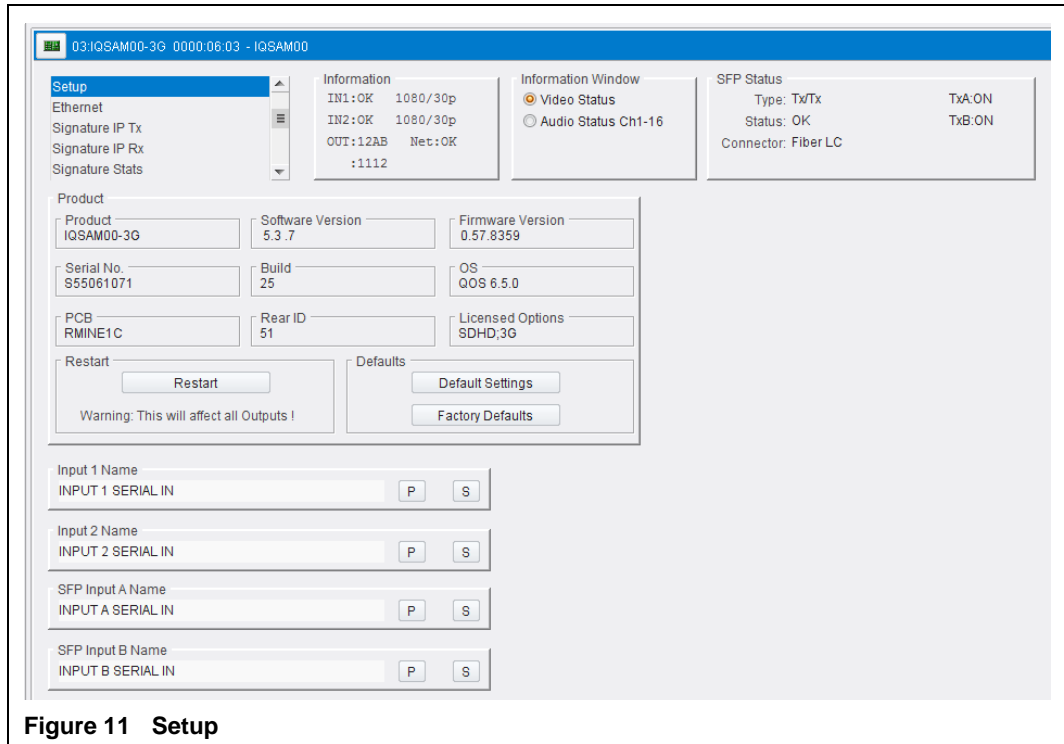 03:IQSAM00-3G 0000:06:03 - IQSAM00
Setup
Ethernet
Signature IP Tx
Signature IP Rx
Signature Stats
Information
IN1:OK 1080/30p
IN2:OK 1080/30p
OUT:12AB Net:OK
:1112
Information Window
Video Status
Audio Status Ch1-16
SFP Status
Type: Tx/Tx TxA:ON
Status: OK TxB:ON
Connector: Fiber LC
Product
Product
IQSAM00-3G
Software Version
5.3 .7
Firmware Version
0.57.8359
Serial No.
S55061071
Build
25
OS
QOS 6.5.0
PCB
RMINE1C
Rear ID
51
Licensed Options
SDHD;3G
Restart
Restart
Warning: This will affect all Outputs !
Defaults
Default Settings
Factory Defaults
Input 1 Name
INPUT 1 SERIAL IN P S
Input 2 Name
INPUT 2 SERIAL IN P S
SFP Input A Name
INPUT A SERIAL IN P S
SFP Input B Name
INPUT B SERIAL IN P S
Figure 11 Setup